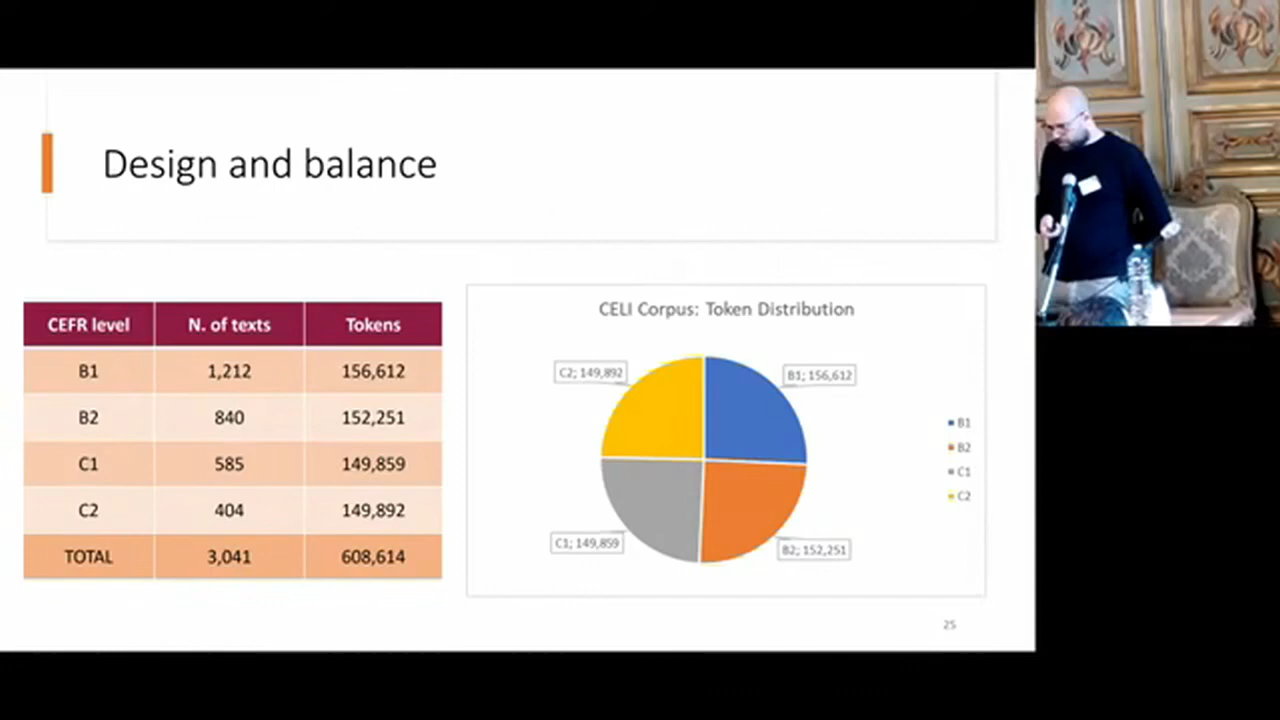 Design and balance
CEFR level N. of texts Tokens
B1 1,212 156,612
B2 840 152,251
C1 585 149,859
C2 404 149,892
TOTAL 3,041 608,614
CELI Corpus: Token Distribution
C2; 149,892
B1; 156,612
C1; 149,859
B2; 152,251
B1
B2
C1
C2
25